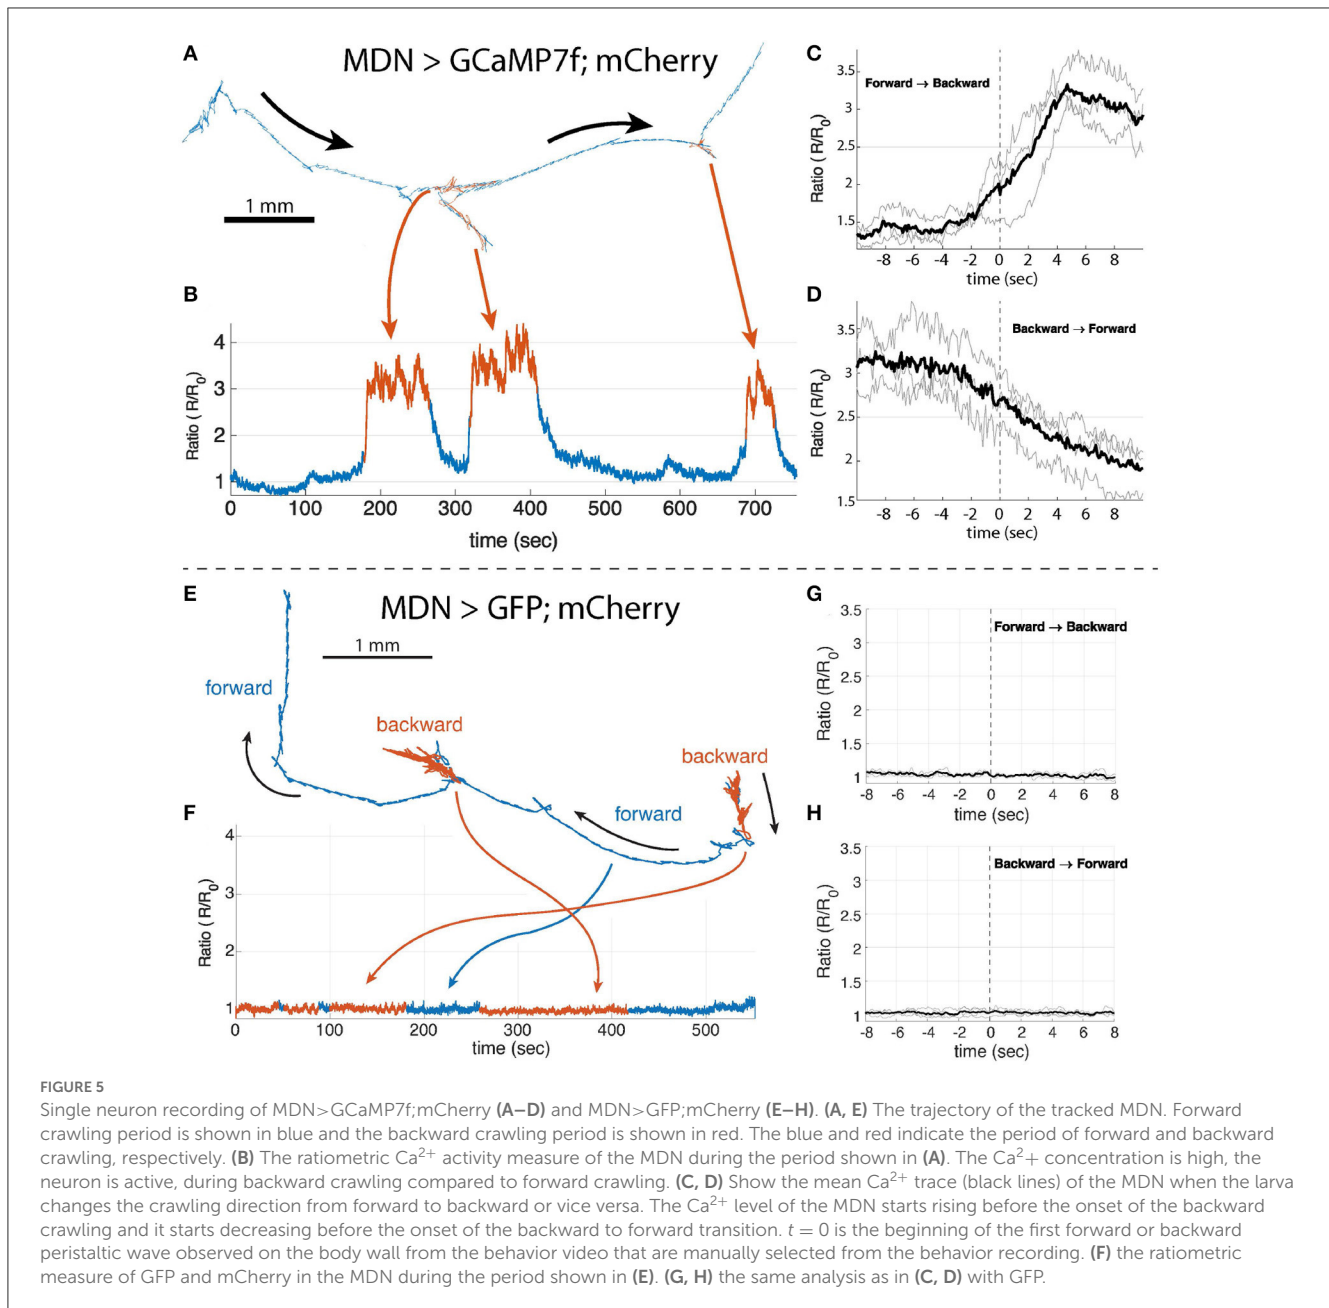 A
MDN > GCaMP7f; mCherry
1 mm
B
Ratio ( R/R0 )
4
3
2
1
0 100 200 300 400 500 600 700
time (sec)
C
Forward → Backward
Ratio ( R/R0 )
3.5
3
2.5
2
1.5
-8 -6 -4 -2 0 2 4 6 8
time (sec)
D
Backward → Forward
Ratio ( R/R0 )
3.5
3
2.5
2
1.5
-8 -6 -4 -2 0 2 4 6 8
time (sec)
E
MDN > GFP; mCherry
1 mm
forward
backward
backward
forward
F
Ratio ( R/R0 )
4
3
2
1
0 100 200 300 400 500
time (sec)
G
Forward → Backward
Ratio ( R/R0 )
3.5
3
2.5
2
1.5
1
-8 -6 -4 -2 0 2 4 6 8
time (sec)
H
Backward → Forward
Ratio ( R/R0 )
3.5
3
2.5
2
1.5
1
-8 -6 -4 -2 0 2 4 6 8
time (sec)
FIGURE 5
Single neuron recording of MDN>GCaMP7f;mCherry (A–D) and MDN>GFP;mCherry (E–H). (A, E) The trajectory of the tracked MDN. Forward
crawling period is shown in blue and the backward crawling period is shown in red. The blue and red indicate the period of forward and backward
crawling, respectively. (B) The ratiometric Ca2+ activity measure of the MDN during the period shown in (A). The Ca2+ concentration is high, the
neuron is active, during backward crawling compared to forward crawling. (C, D) Show the mean Ca2+ trace (black lines) of the MDN when the larva
changes the crawling direction from forward to backward or vice versa. The Ca2+ level of the MDN starts rising before the onset of the backward
crawling and it starts decreasing before the onset of the backward to forward transition. t = 0 is the beginning of the first forward or backward
peristaltic wave observed on the body wall from the behavior video that are manually selected from the behavior recording. (F) the ratiometric
measure of GFP and mCherry in the MDN during the period shown in (E). (G, H) the same analysis as in (C, D) with GFP.